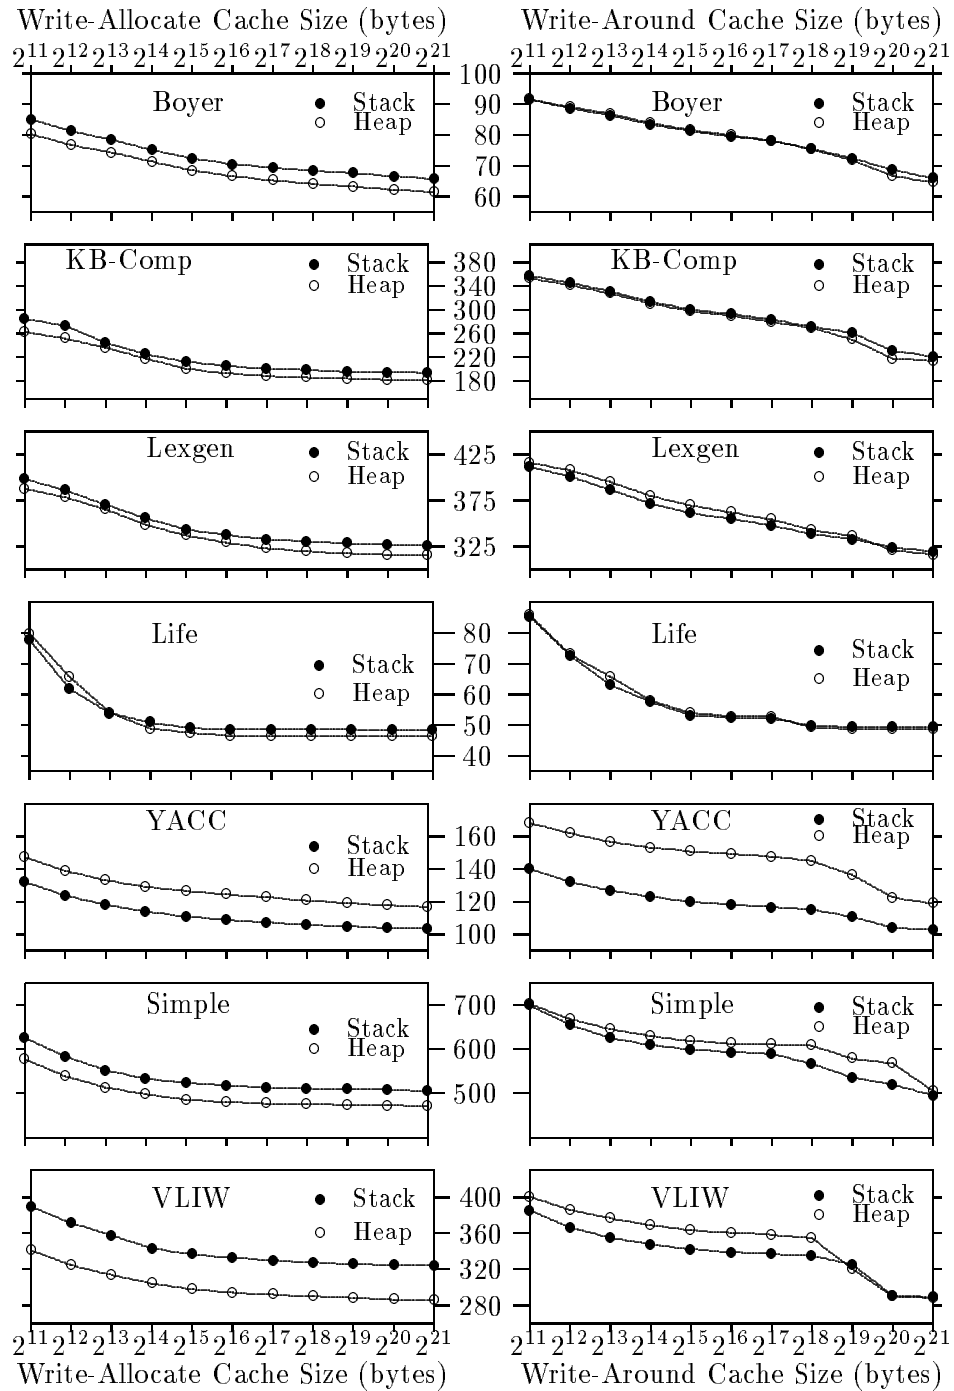 Write-Allocate Cache Size (bytes) Write-Around Cache Size (bytes)
2^11 2^12 2^13 2^14 2^15 2^16 2^17 2^18 2^19 2^20 2^21 2^11 2^12 2^13 2^14 2^15 2^16 2^17 2^18 2^19 2^20 2^21
100
Boyer Stack 90 Boyer Stack
Heap Heap
80
70
60
KB-Comp Stack 380 KB-Comp Stack
Heap 340 Heap
300
260
220
180
Lexgen Stack 425 Lexgen Stack
Heap Heap
375
325
Life 80 Life
Stack 70 Stack
Heap 60 Heap
50
40
YACC Stack 160 YACC Stack
Heap 140 Heap
120
100
Simple 700 Simple Stack
Stack Heap
Heap 600
500
VLIW Stack 400 VLIW Stack
Heap 360 Heap
320
280
2^11 2^12 2^13 2^14 2^15 2^16 2^17 2^18 2^19 2^20 2^21 2^11 2^12 2^13 2^14 2^15 2^16 2^17 2^18 2^19 2^20 2^21
Write-Allocate Cache Size (bytes) Write-Around Cache Size (bytes)